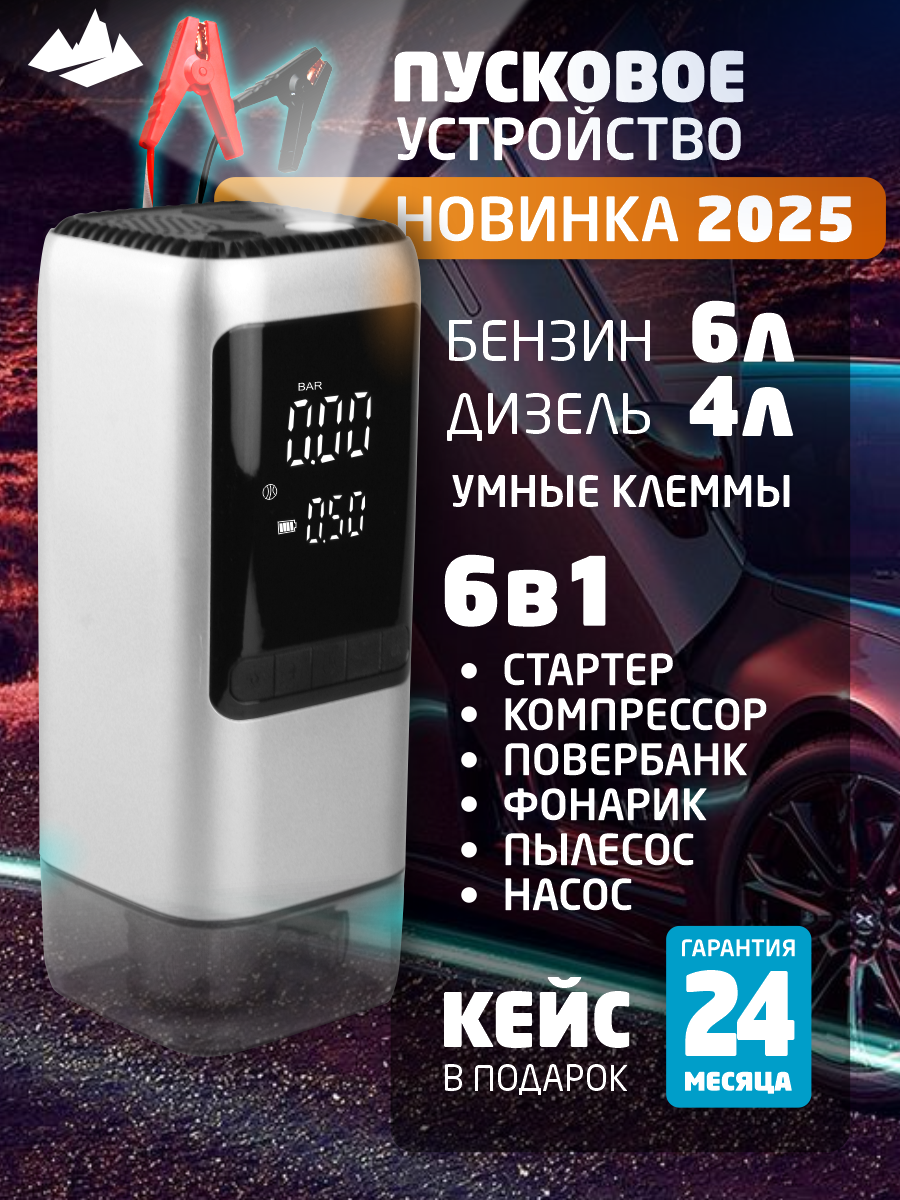 ПУСКОВОЕ
УСТРОЙСТВО
НОВИНКА 2025
БЕНЗИН 6Л
ДИЗЕЛЬ 4Л
УМНЫЕ КЛЕММЫ
BAR
0.00
0.50
6В1
• СТАРТЕР
• КОМПРЕССОР
• ПОВЕРБАНК
• ФОНАРИК
• ПЫЛЕСОС
• НАСОС
КЕЙС
В ПОДАРОК
ГАРАНТИЯ
24
МЕСЯЦА